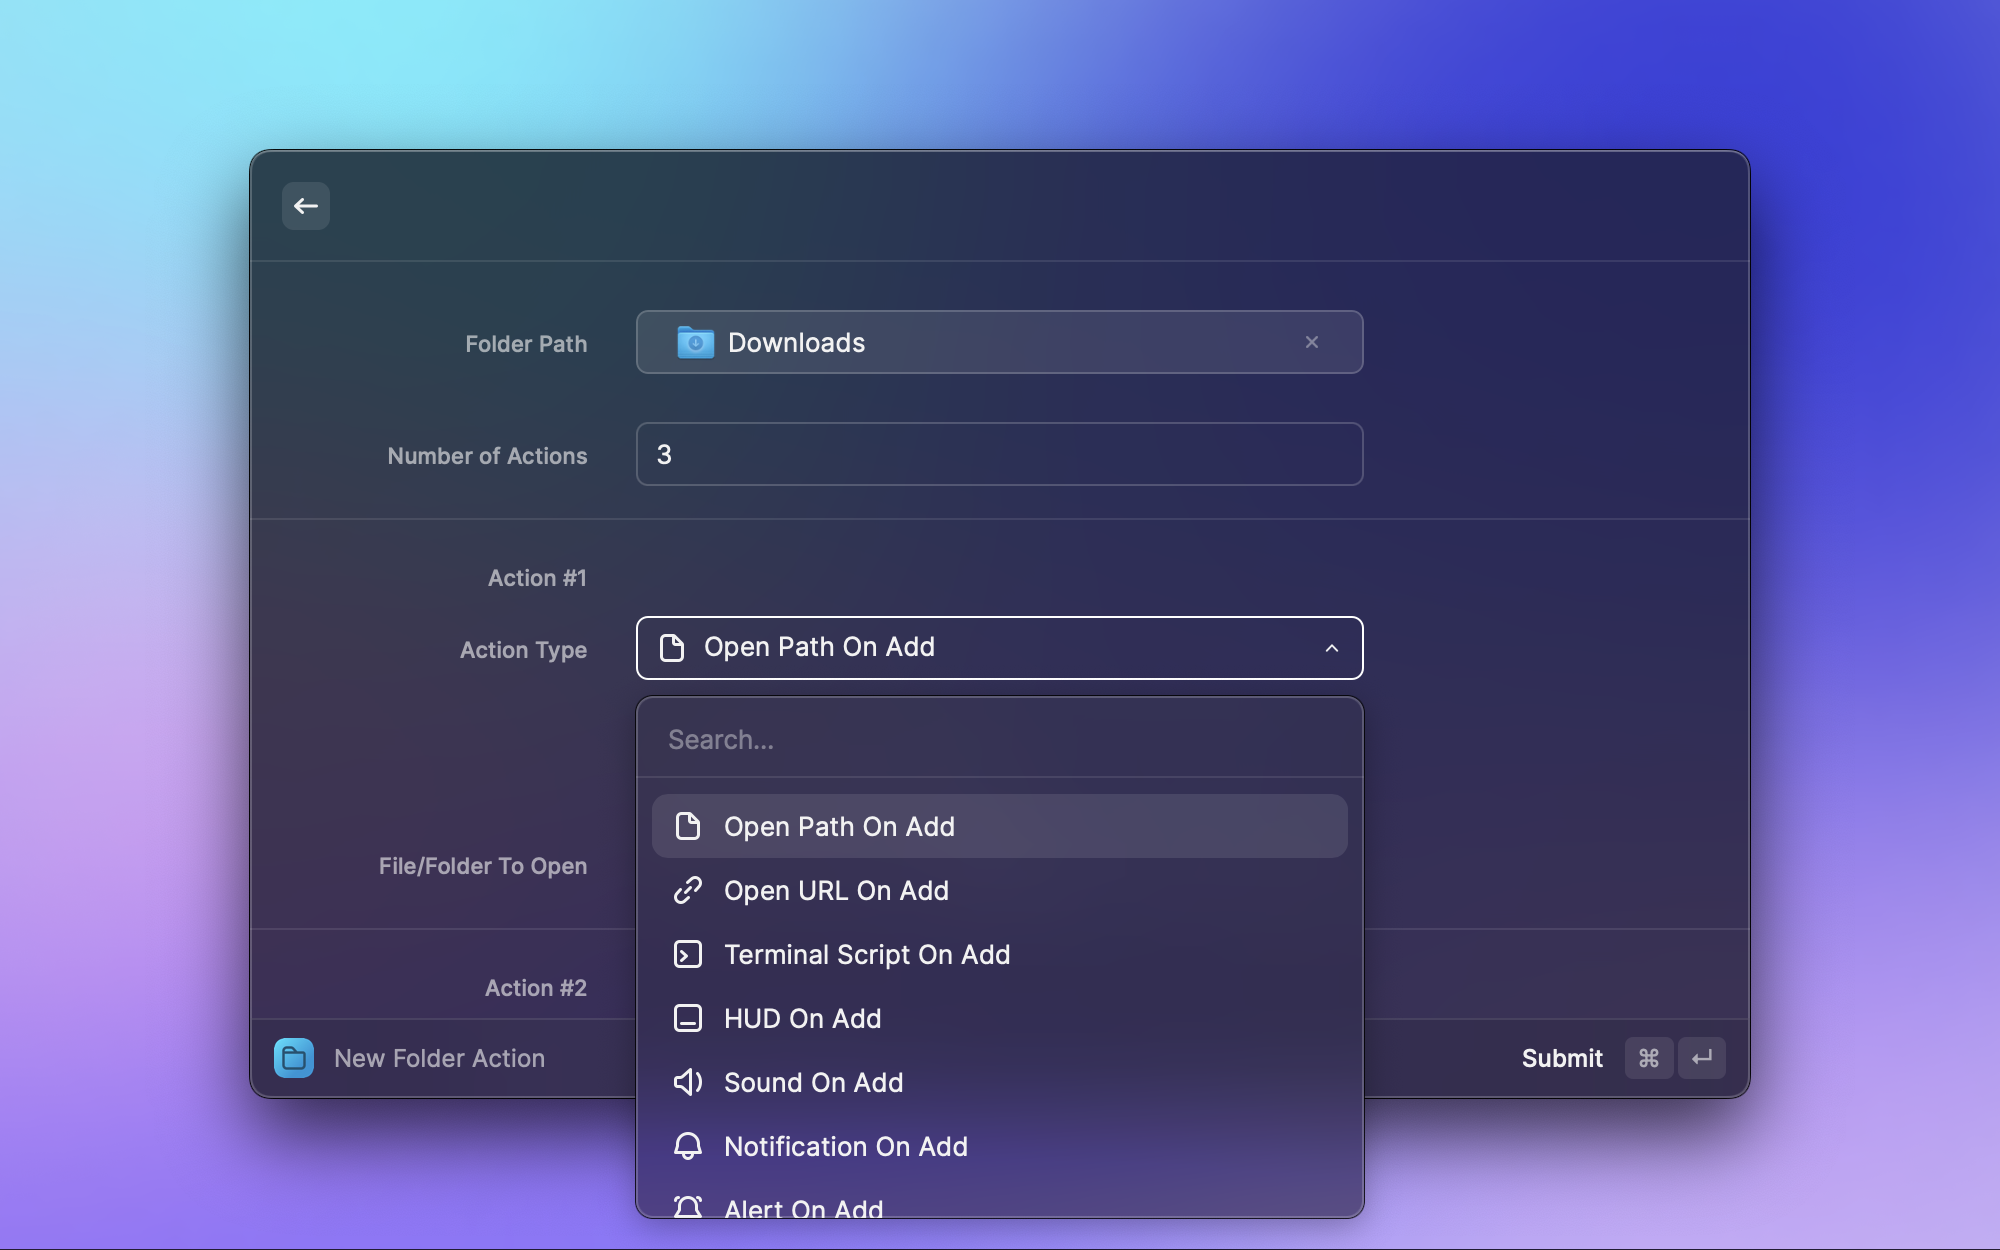 Folder Path
Downloads
Number of Actions
3
Action #1
Action Type
Open Path On Add
Search...
Open Path On Add
Open URL On Add
Terminal Script On Add
HUD On Add
Sound On Add
Notification On Add
Alert On Add
File/Folder To Open
Action #2
New Folder Action
Submit ⌘ ↵